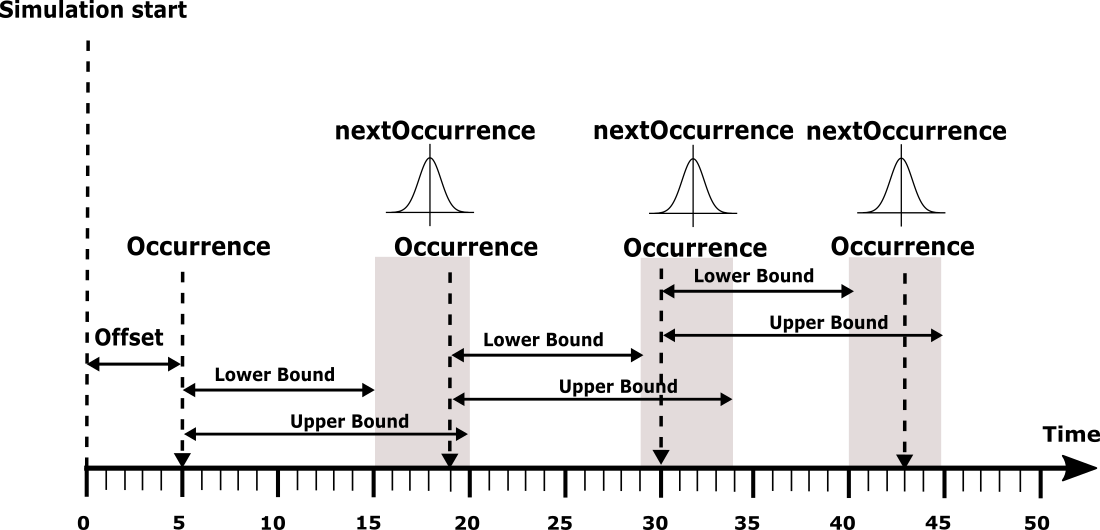 Simulation start
nextOccurrence nextOccurrence nextOccurrence
Occurrence Occurrence Occurrence Occurrence
Lower Bound
Upper Bound
Offset
Lower Bound
Lower Bound
Upper Bound
Upper Bound
Time
0 5 10 15 20 25 30 35 40 45 50